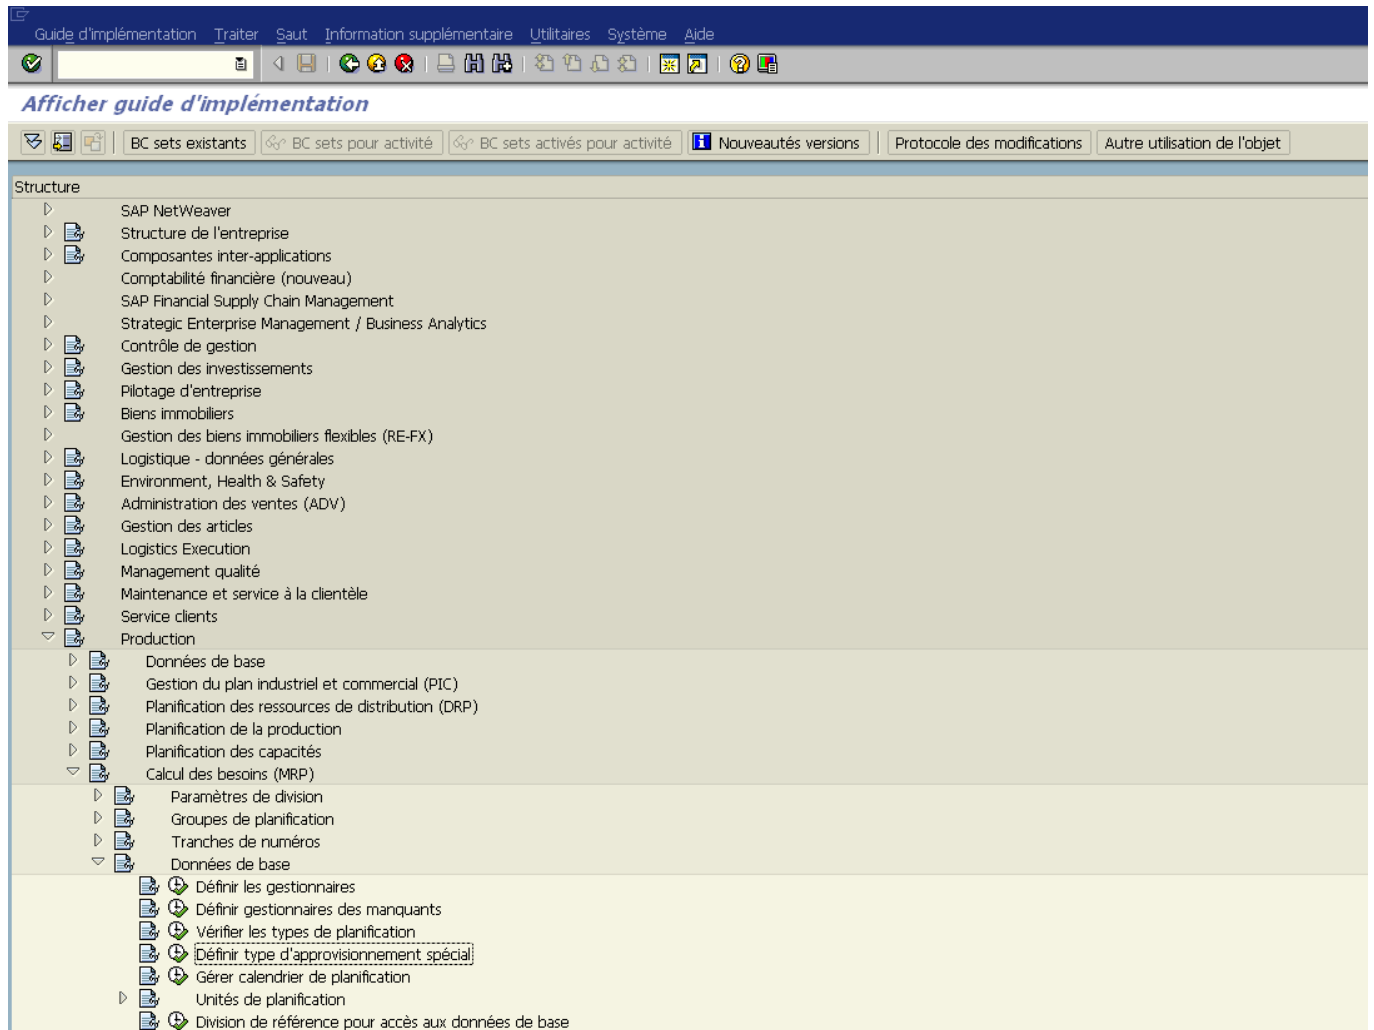 Guide d'implémentation Traiter Saut Information supplémentaire Utilitaires Système Aide
Afficher guide d'implémentation
BC sets existants BC sets pour activité BC sets activés pour activité Nouveautés versions Protocole des modifications Autre utilisation de l'objet
Structure
SAP NetWeaver
Structure de l'entreprise
Composantes inter-applications
Comptabilité financière (nouveau)
SAP Financial Supply Chain Management
Strategic Enterprise Management / Business Analytics
Contrôle de gestion
Gestion des investissements
Pilotage d'entreprise
Biens immobiliers
Gestion des biens immobiliers flexibles (RE-FX)
Logistique - données générales
Environment, Health & Safety
Administration des ventes (ADV)
Gestion des articles
Logistics Execution
Management qualité
Maintenance et service à la clientèle
Service clients
Production
Données de base
Gestion du plan industriel et commercial (PIC)
Planification des ressources de distribution (DRP)
Planification de la production
Planification des capacités
Calcul des besoins (MRP)
Paramètres de division
Groupes de planification
Tranches de numéros
Données de base
Définir les gestionnaires
Définir gestionnaires des manquants
Vérifier les types de planification
Définir type d'approvisionnement spécial
Gérer calendrier de planification
Unités de planification
Division de référence pour accès aux données de base